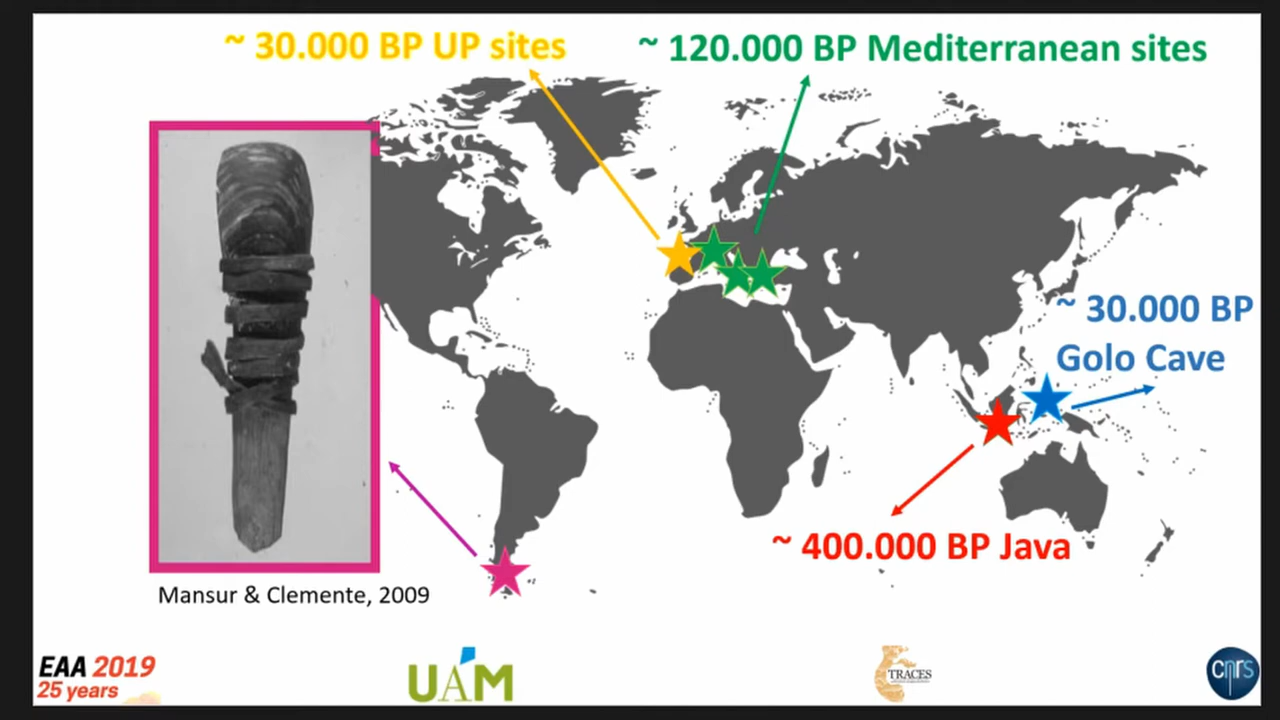 ~ 30.000 BP UP sites
~ 120.000 BP Mediterranean sites
~ 30.000 BP
Golo Cave
~ 400.000 BP Java
Mansur & Clemente, 2009
EAA 2019
25 years
UAM
TRACES
cnrs